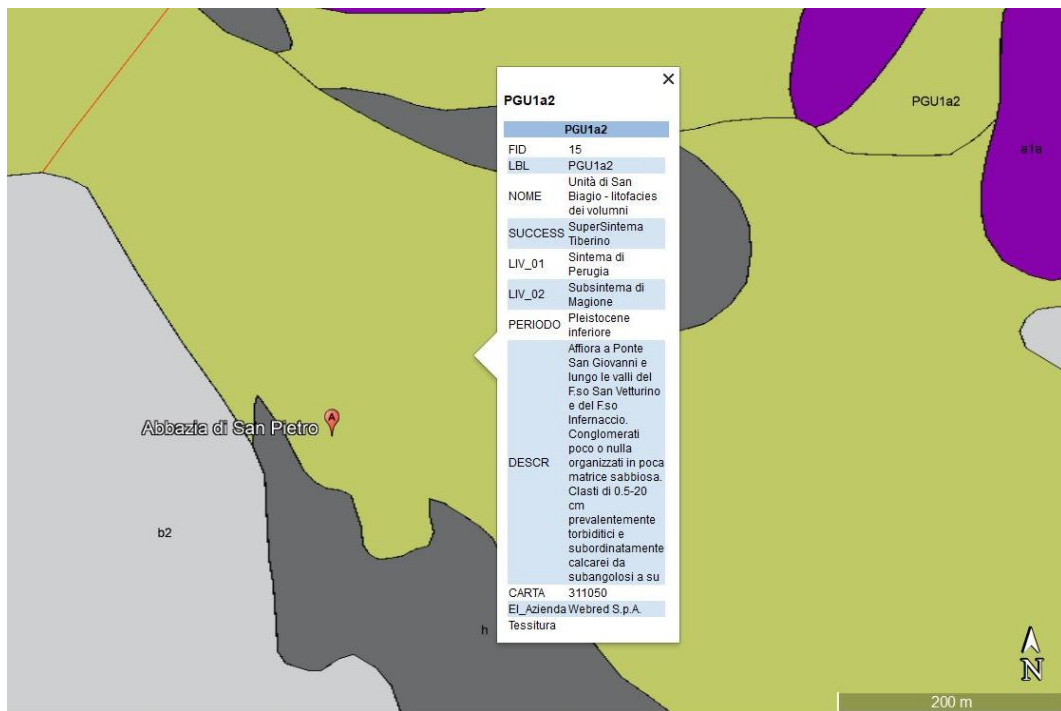 PGU1a2
PGU1a2
FID 15
LBL PGU1a2
NOME Unità di San
Biagio - litofacies
dei volumni
SUCCESS SuperSintema
Tiberino
LIV_01 Sintema di
Perugia
LIV_02 Subsintema di
Magione
PERIODO Pleistocene
inferiore
DESCR Affiora a Ponte
San Giovanni e
lungo le valli del
F.so San Vetturino
e del F.so
Infernaccio.
Conglomerati
poco o nulla
organizzati in poca
matrice sabbiosa.
Clasti di 0.5-20
cm
prevalentemente
torbiditici e
subordinatamente
calcarei da
subangolosi a su
CARTA 311050
El_Azienda Webred S.p.A.
Tessitura
PGU1a2
a1a
Abbazia di San Pietro
A
b2
h
N
200 m